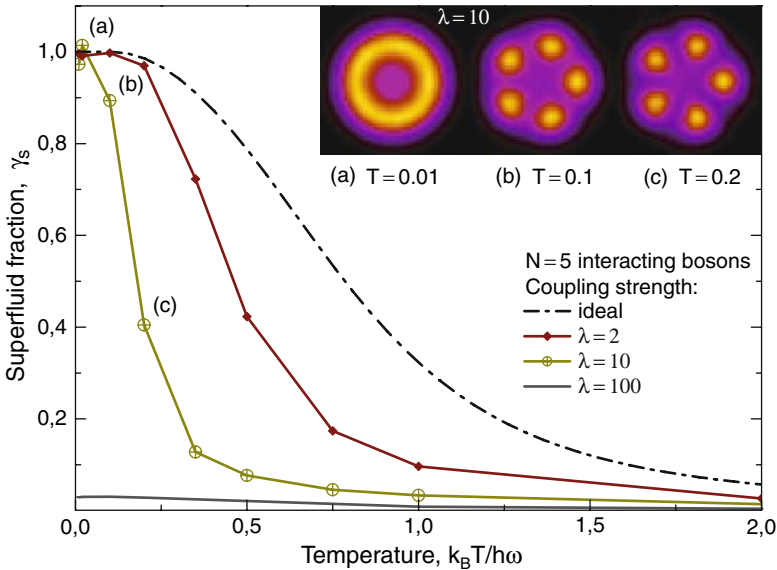 λ=10
(a) T=0.01 (b) T=0.1 (c) T=0.2
Superfluid fraction, γs
1,0
0,8
0,6
0,4
0,2
(a)
(b)
(c)
N=5 interacting bosons
Coupling strength:
ideal
λ=2
λ=10
λ=100
0,0 0,5 1,0 1,5 2,0
Temperature, kBT/hω